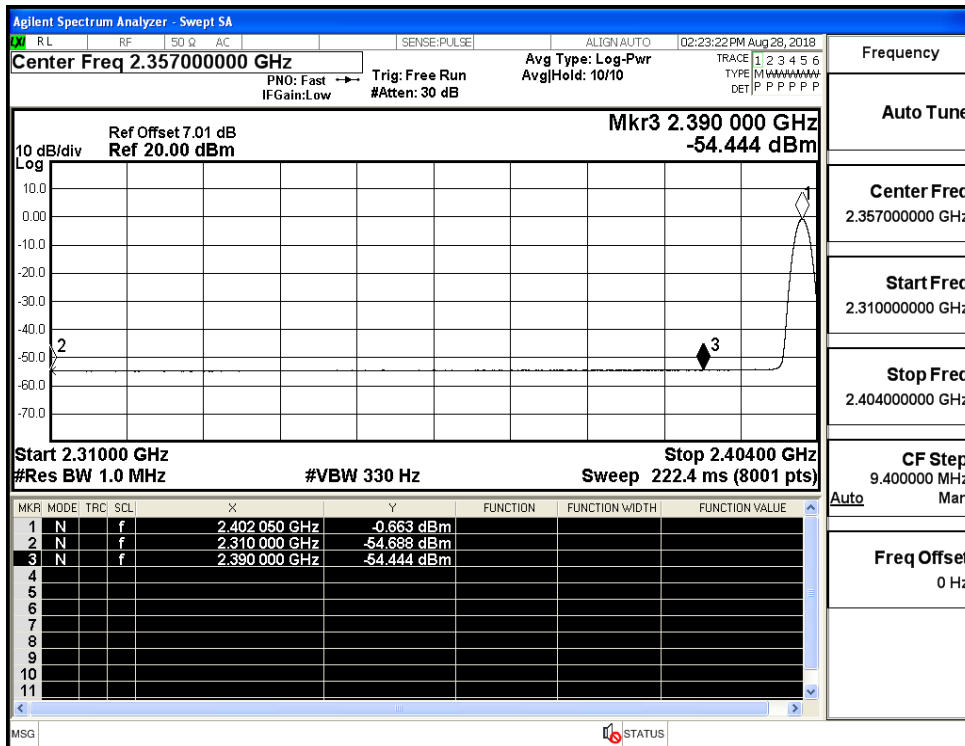 Agilent Spectrum Analyzer - Swept SA
LXI RL RF 50 Ω AC SENSE:PULSE ALIGN AUTO 02:23:22 PM Aug 28, 2018
Center Freq 2.357000000 GHz
PNO: Fast
IFGain:Low
Trig: Free Run
#Atten: 30 dB
Avg Type: Log-Pwr
Avg|Hold: 10/10
TRACE 1 2 3 4 5 6
TYPE M W W W W W
DET P P P P P P
Ref Offset 7.01 dB
Ref 20.00 dBm
10 dB/div
Log
Mkr3 2.390 000 GHz
-54.444 dBm
10.0
0.00
-10.0
-20.0
-30.0
-40.0
-50.0
-60.0
-70.0
1
2
3
Start 2.31000 GHz Stop 2.40400 GHz
#Res BW 1.0 MHz #VBW 330 Hz Sweep 222.4 ms (8001 pts)
MKR MODE TRC SCL X Y FUNCTION FUNCTION WIDTH FUNCTION VALUE
1 N f 2.402 050 GHz -0.663 dBm
2 N f 2.310 000 GHz -54.688 dBm
3 N f 2.390 000 GHz -54.444 dBm
4
5
6
7
8
9
10
11
MSG STATUS
Frequency
Auto Tune
Center Freq
2.357000000 GHz
Start Freq
2.310000000 GHz
Stop Freq
2.404000000 GHz
CF Step
9.400000 MHz
Auto Man
Freq Offset
0 Hz